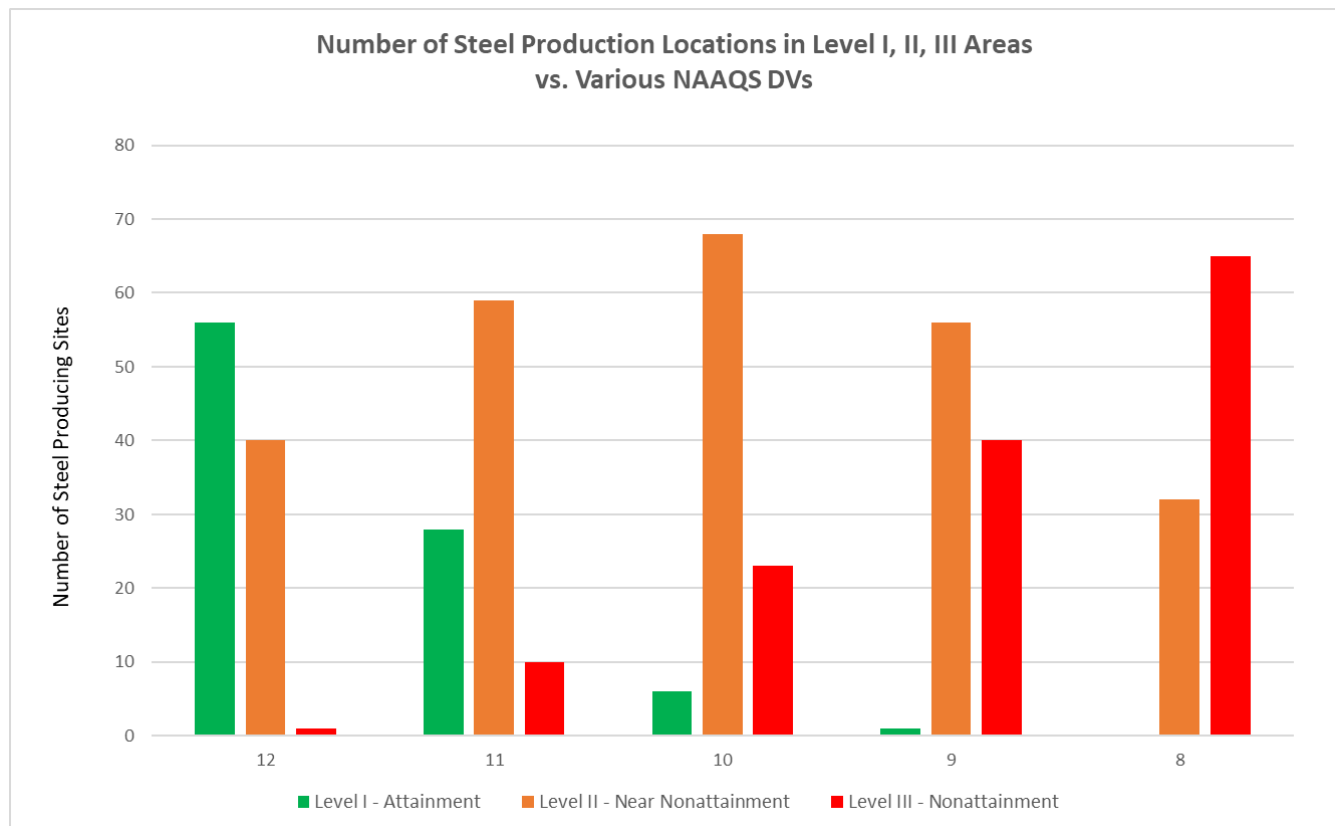 Number of Steel Production Locations in Level I, II, III Areas
vs. Various NAAQS DVs
Number of Steel Producing Sites
80
70
60
50
40
30
20
10
0
12
11
10
9
8
Level I - Attainment
Level II - Near Nonattainment
Level III - Nonattainment